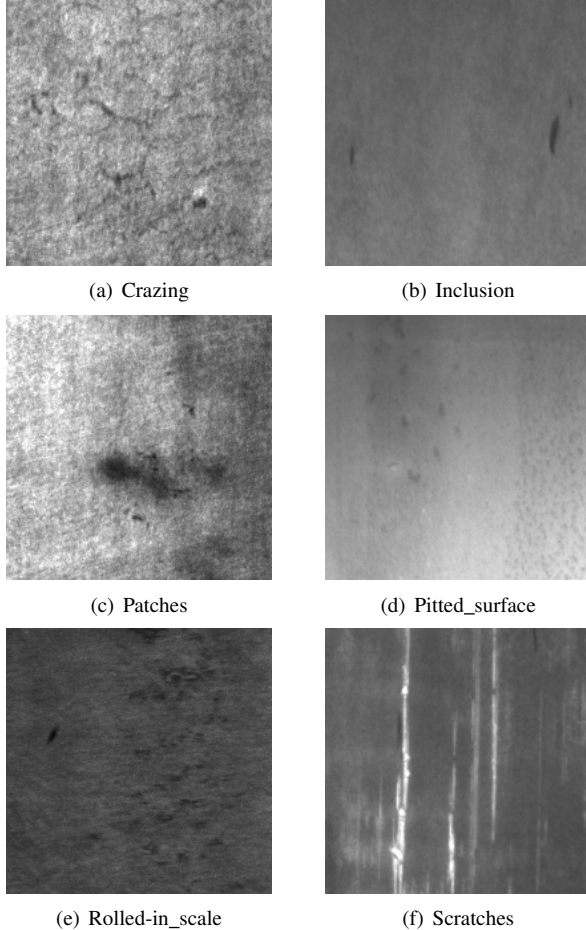 (a) Crazing
(b) Inclusion
(c) Patches
(d) Pitted_surface
(e) Rolled-in_scale
(f) Scratches